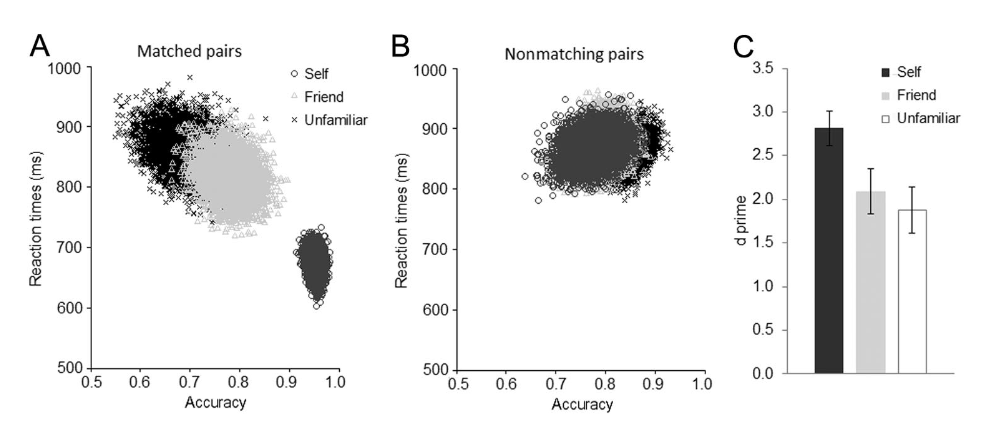 A
Matched pairs
1000
900
800
700
600
500
0.5 0.6 0.7 0.8 0.9 1.0
Reaction times (ms)
Accuracy
Self
Friend
Unfamiliar
B
Nonmatching pairs
1000
900
800
700
600
500
0.5 0.6 0.7 0.8 0.9 1.0
Reaction times (ms)
Accuracy
C
3.5
3.0
2.5
2.0
1.5
1.0
0.5
0.0
d prime
Self
Friend
Unfamiliar